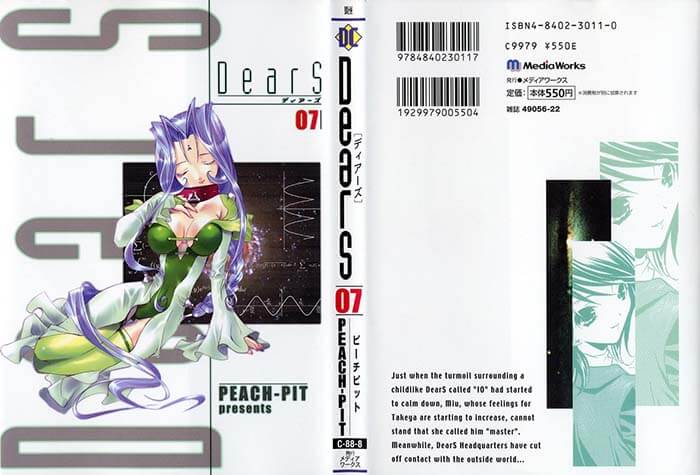 DearS
DearS
ディアーズ
07
PEACH-PIT
presents
電撃
DC
DearS
[ディアーズ]
07
ピーチピット
PEACH-PIT
C-88-8
発行
メディア
ワークス
9784840230117
1929979005504
ISBN4-8402-3011-0
C9979 ¥550E
MediaWorks
発行●メディアワークス
定価：本体550円
※消費税が別に加算されます
雑誌 49056-22
Just when the turmoil surrounding a
childlike DearS called "IO" had started
to calm down, Miu, whose feelings for
Takeya are starting to increase, cannot
stand that she called him "master".
Meanwhile, DearS Headquarters have cut
off contact with the outside world...